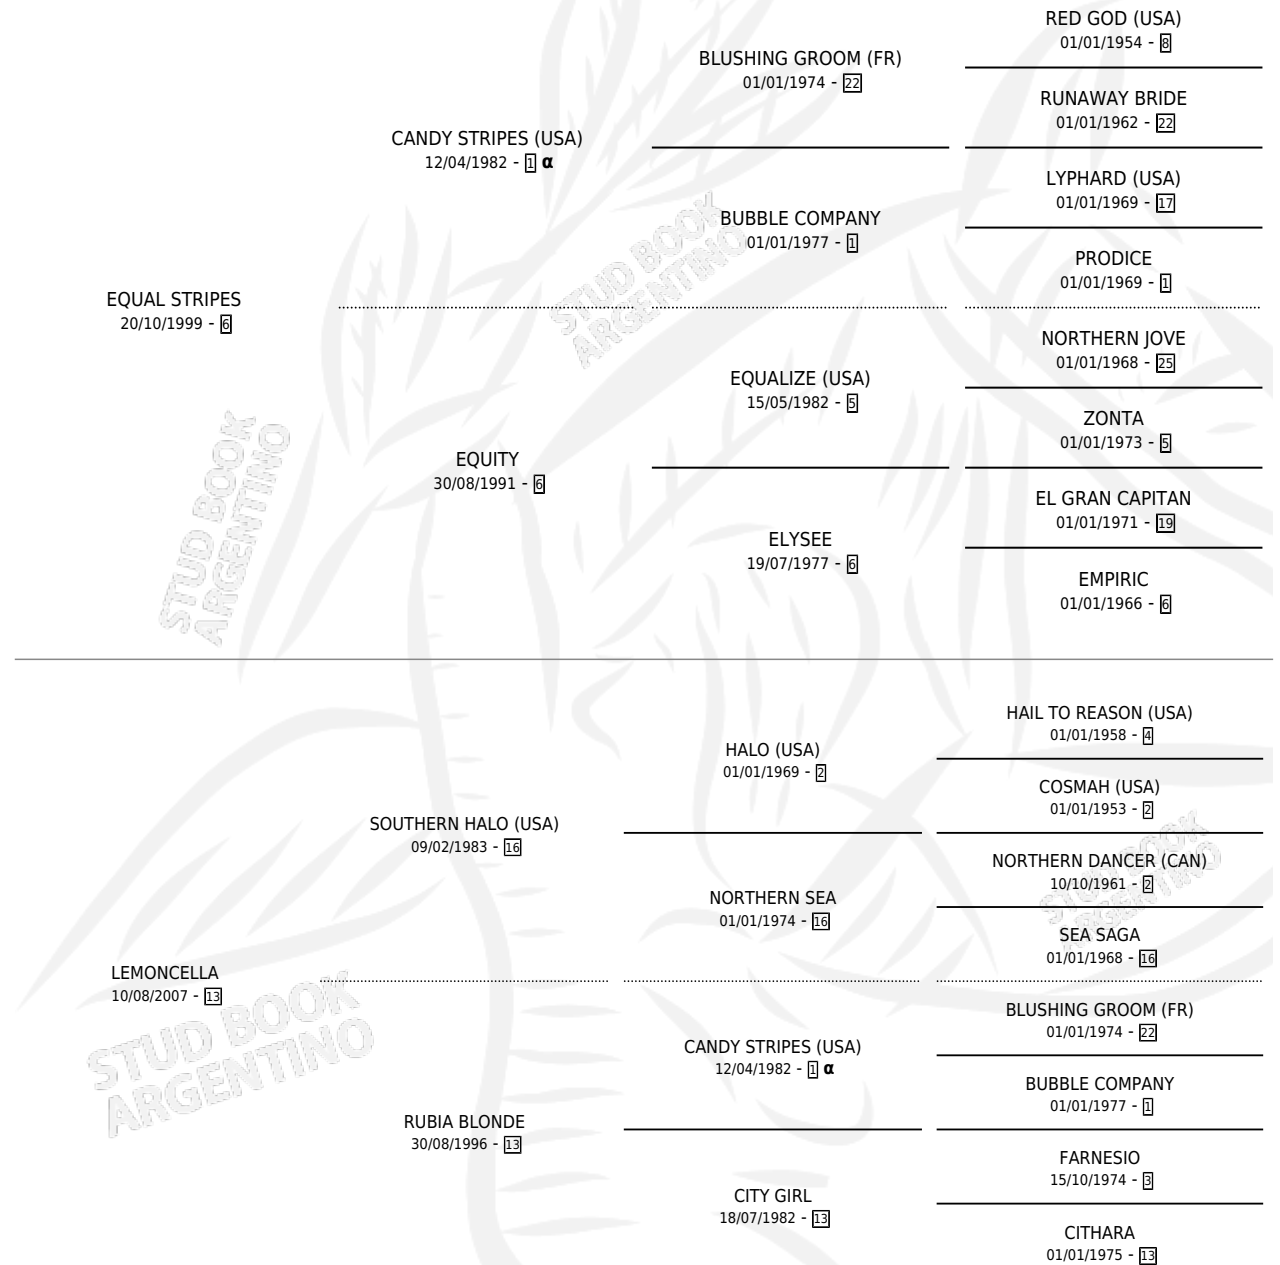 RED GOD (USA)
01/01/1954 - 8
BLUSHING GROOM (FR)
01/01/1974 - 22
RUNAWAY BRIDE
01/01/1962 - 22
CANDY STRIPES (USA)
12/04/1982 - 1 α
LYPHARD (USA)
01/01/1969 - 17
BUBBLE COMPANY
01/01/1977 - 1
PRODICE
01/01/1969 - 1
EQUAL STRIPES
20/10/1999 - 6
NORTHERN JOVE
01/01/1968 - 25
EQUALIZE (USA)
15/05/1982 - 5
ZONTA
01/01/1973 - 5
EQUITY
30/08/1991 - 6
EL GRAN CAPITAN
01/01/1971 - 19
ELYSEE
19/07/1977 - 6
EMPIRIC
01/01/1966 - 6
STUD BOOK
ARGENTINO
STUD BOOK
ARGENTINO
HAIL TO REASON (USA)
01/01/1958 - 4
HALO (USA)
01/01/1969 - 2
COSMAH (USA)
01/01/1953 - 2
SOUTHERN HALO (USA)
09/02/1983 - 16
NORTHERN DANCER (CAN)
10/10/1961 - 2
NORTHERN SEA
01/01/1974 - 16
SEA SAGA
01/01/1968 - 16
LEMONCELLA
10/08/2007 - 13
BLUSHING GROOM (FR)
01/01/1974 - 22
CANDY STRIPES (USA)
12/04/1982 - 1 α
BUBBLE COMPANY
01/01/1977 - 1
RUBIA BLONDE
30/08/1996 - 13
FARNESIO
15/10/1974 - 3
CITY GIRL
18/07/1982 - 13
CITHARA
01/01/1975 - 13
STUD BOOK
ARGENTINO
STUD BOOK
ARGENTINO